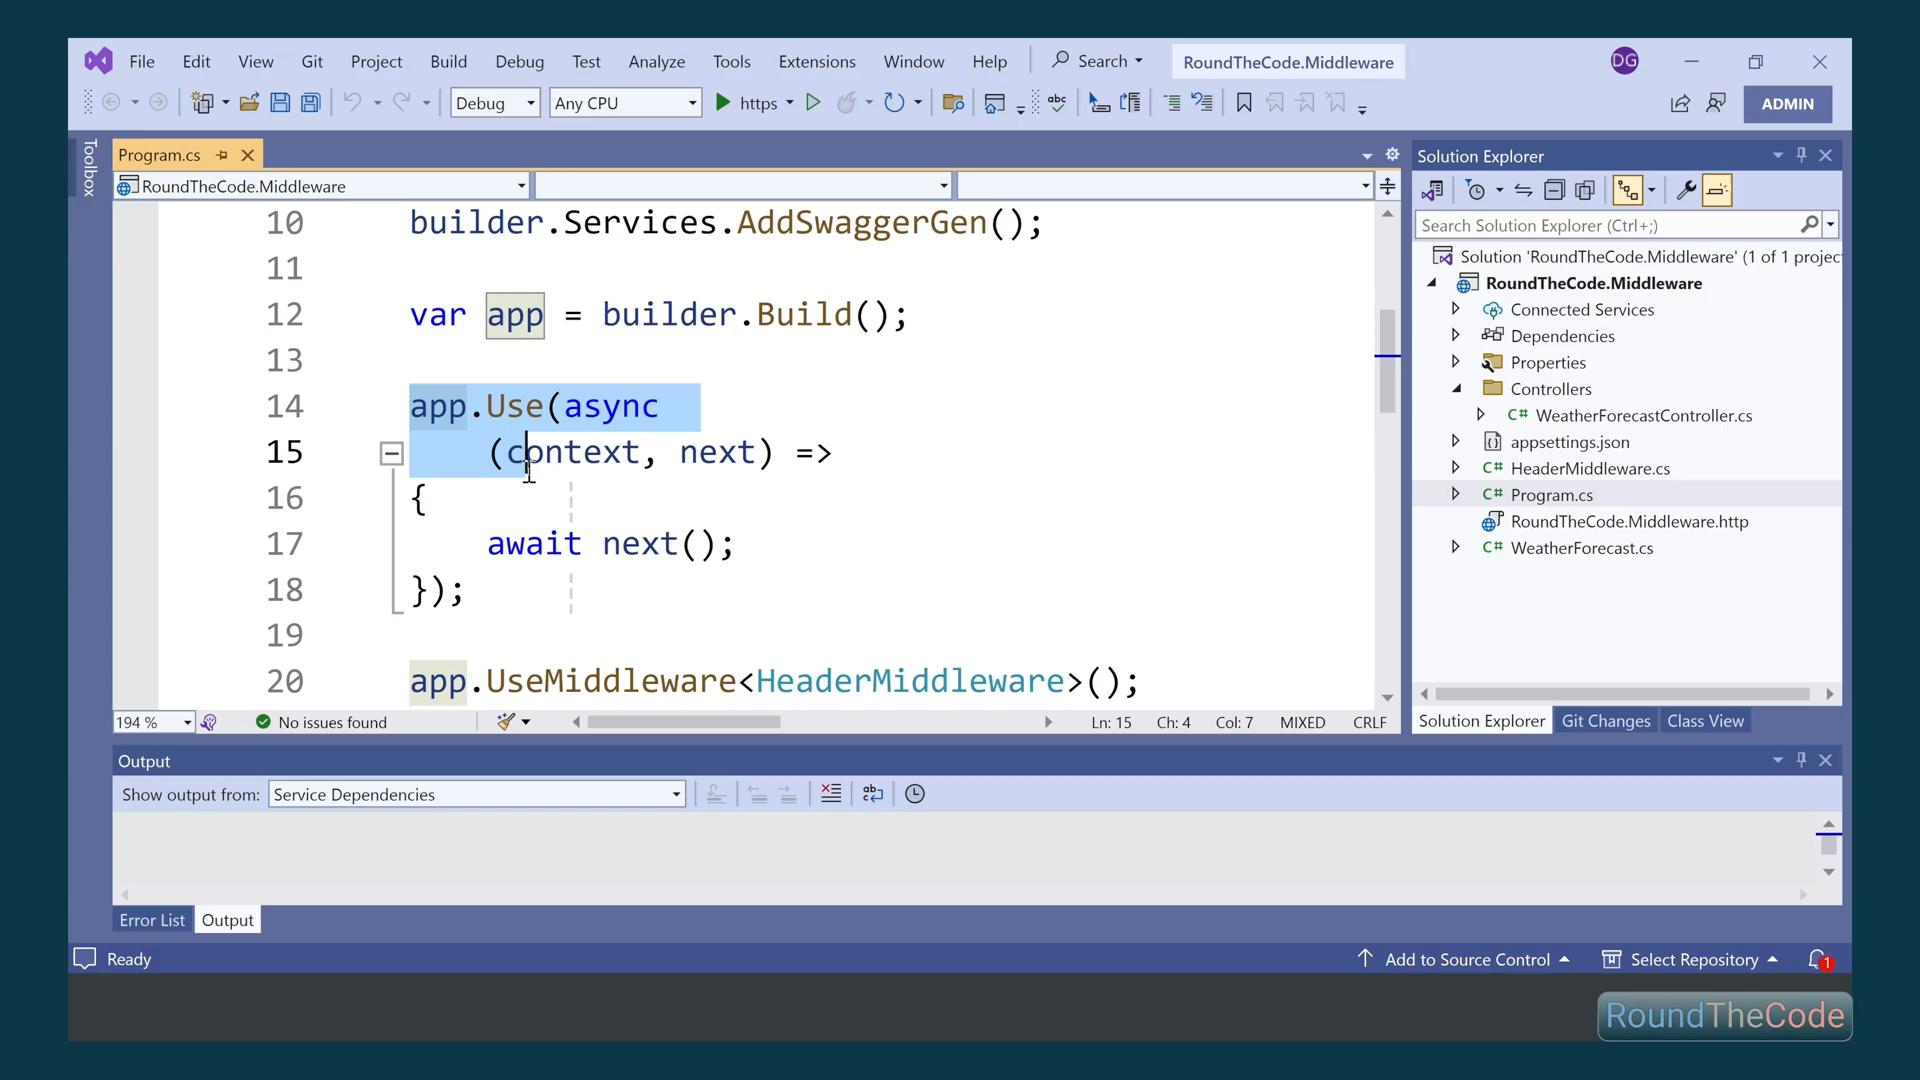 File Edit View Git Project Build Debug Test Analyze Tools Extensions Window Help Search RoundTheCode.Middleware DG
Debug Any CPU https abc ADMIN
Toolbox
Program.cs
RoundTheCode.Middleware
10 builder.Services.AddSwaggerGen();
11
12 var app = builder.Build();
13
14 app.Use(async
15 (context, next) =>
16 {
17 await next();
18 });
19
20 app.UseMiddleware<HeaderMiddleware>();
194 % No issues found Ln: 15 Ch: 4 Col: 7 MIXED CRLF
Solution Explorer
Search Solution Explorer (Ctrl+;)
Solution 'RoundTheCode.Middleware' (1 of 1 projec
RoundTheCode.Middleware
Connected Services
Dependencies
Properties
Controllers
C# WeatherForecastController.cs
appsettings.json
C# HeaderMiddleware.cs
C# Program.cs
RoundTheCode.Middleware.http
C# WeatherForecast.cs
Solution Explorer Git Changes Class View
Output
Show output from: Service Dependencies
Error List Output
Ready Add to Source Control Select Repository 1
RoundTheCode